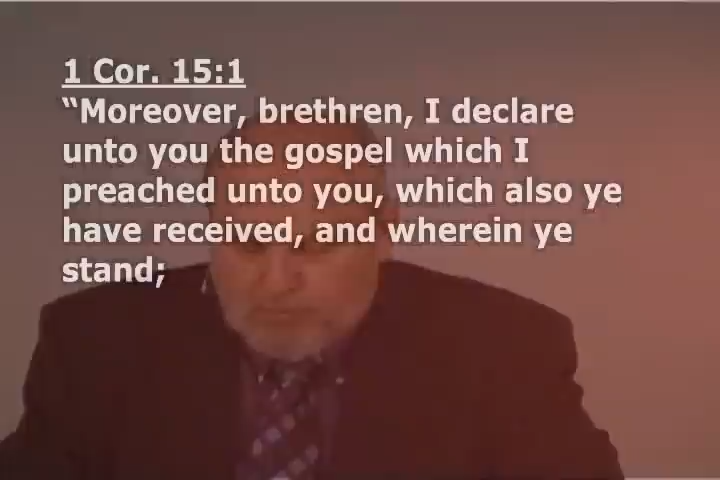 1 Cor. 15:1
“Moreover, brethren, I declare
unto you the gospel which I
preached unto you, which also ye
have received, and wherein ye
stand;